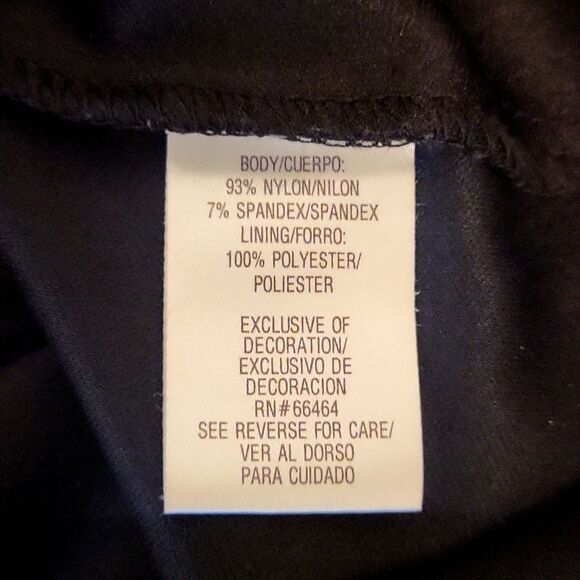 BODY/CUERPO:
93% NYLON/NILON
7% SPANDEX/SPANDEX
LINING/FORRO:
100% POLYESTER/
POLIESTER
EXCLUSIVE OF
DECORATION/
EXCLUSIVO DE
DECORACION
RN#66464
SEE REVERSE FOR CARE/
VER AL DORSO
PARA CUIDADO